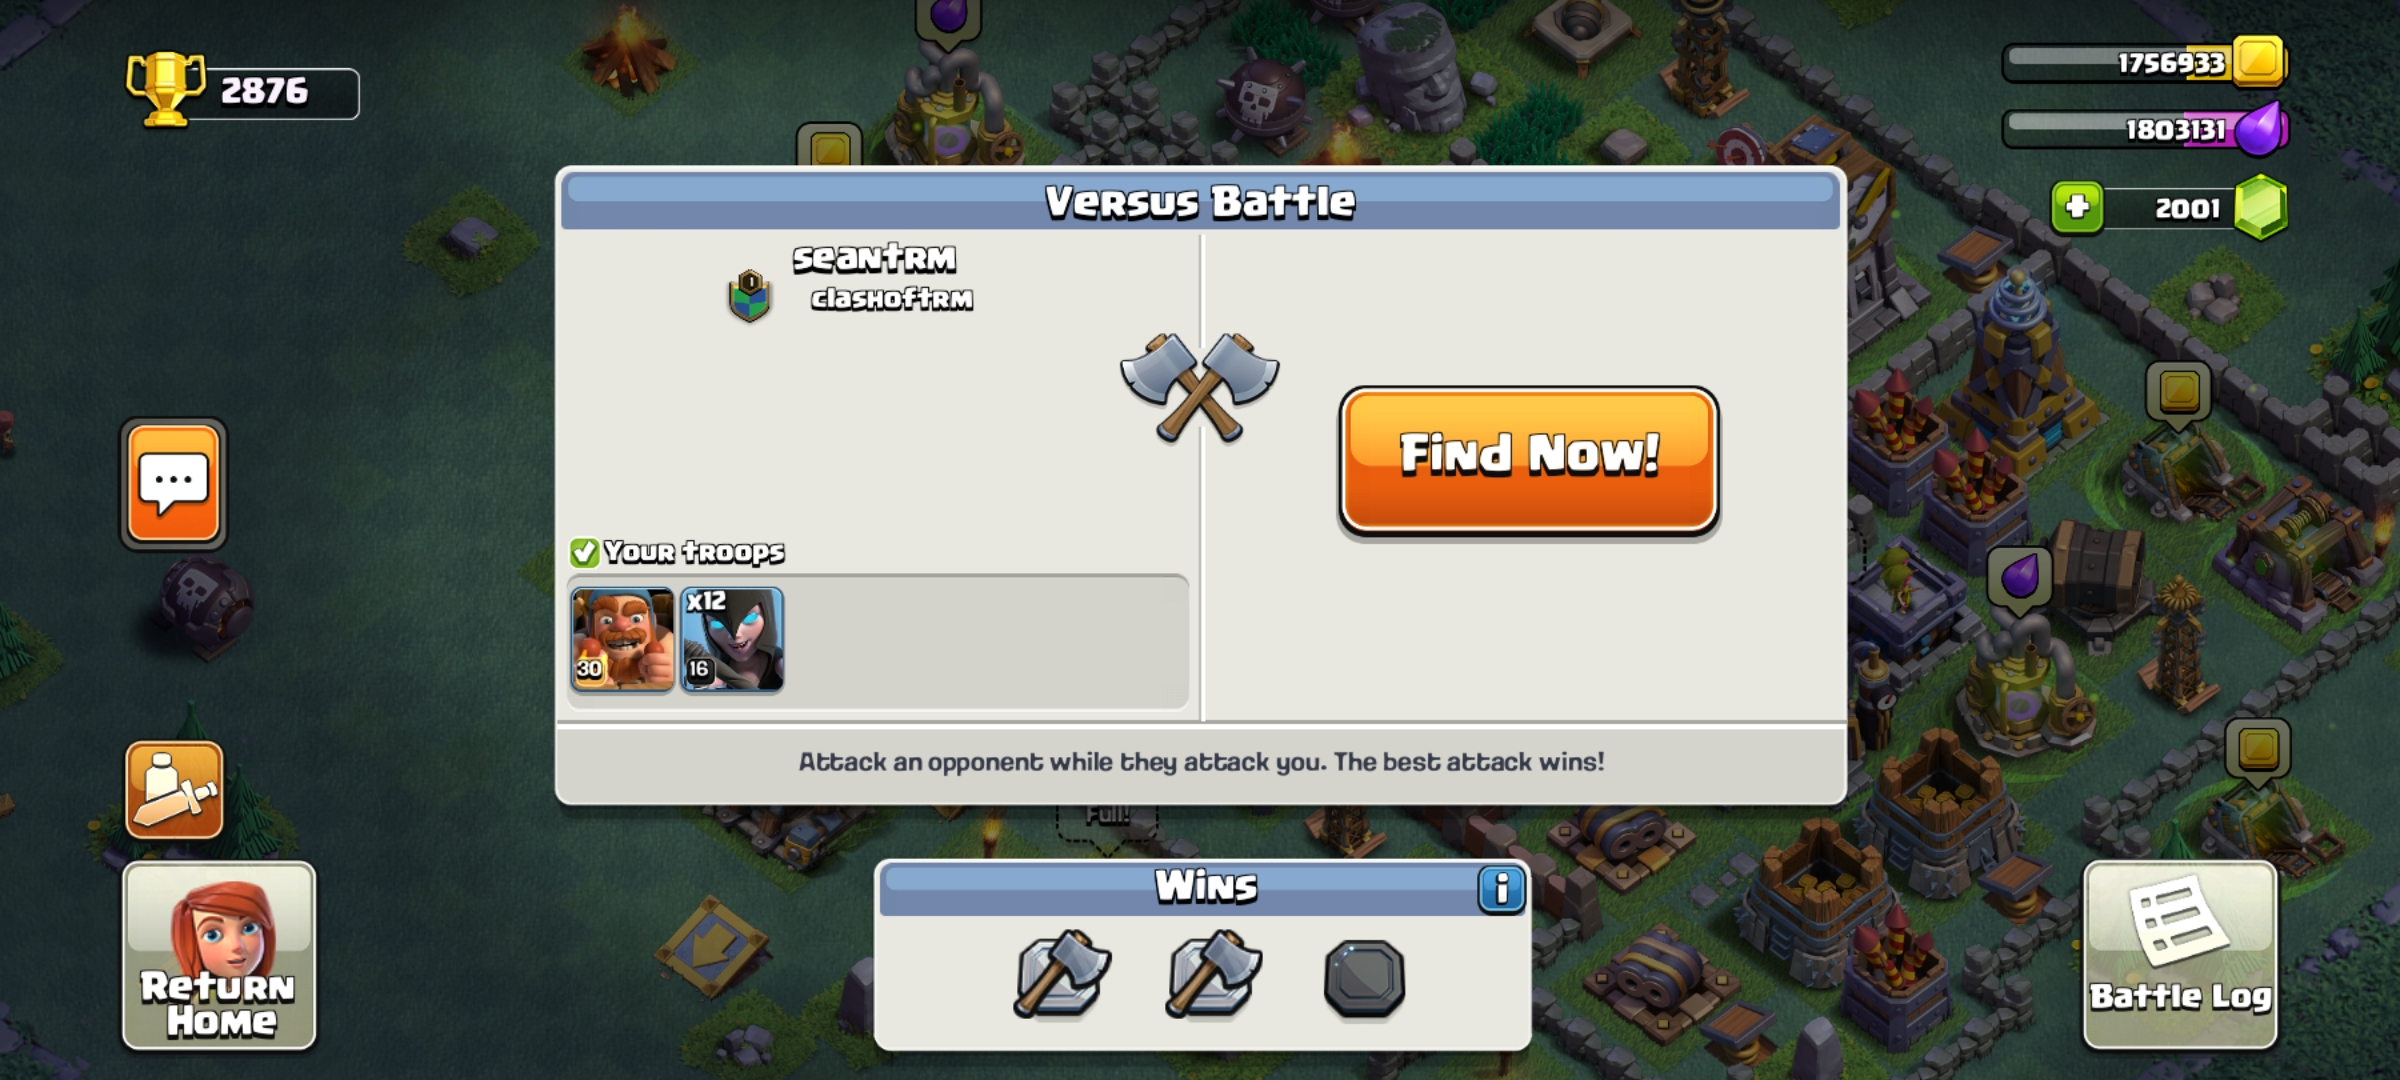 2876
1756933
1803131
2001
Versus Battle
seantrm
clashoftrm
Find Now!
Your troops
30
x12
16
Attack an opponent while they attack you. The best attack wins!
Full!
Wins
i
Return
Home
Battle Log